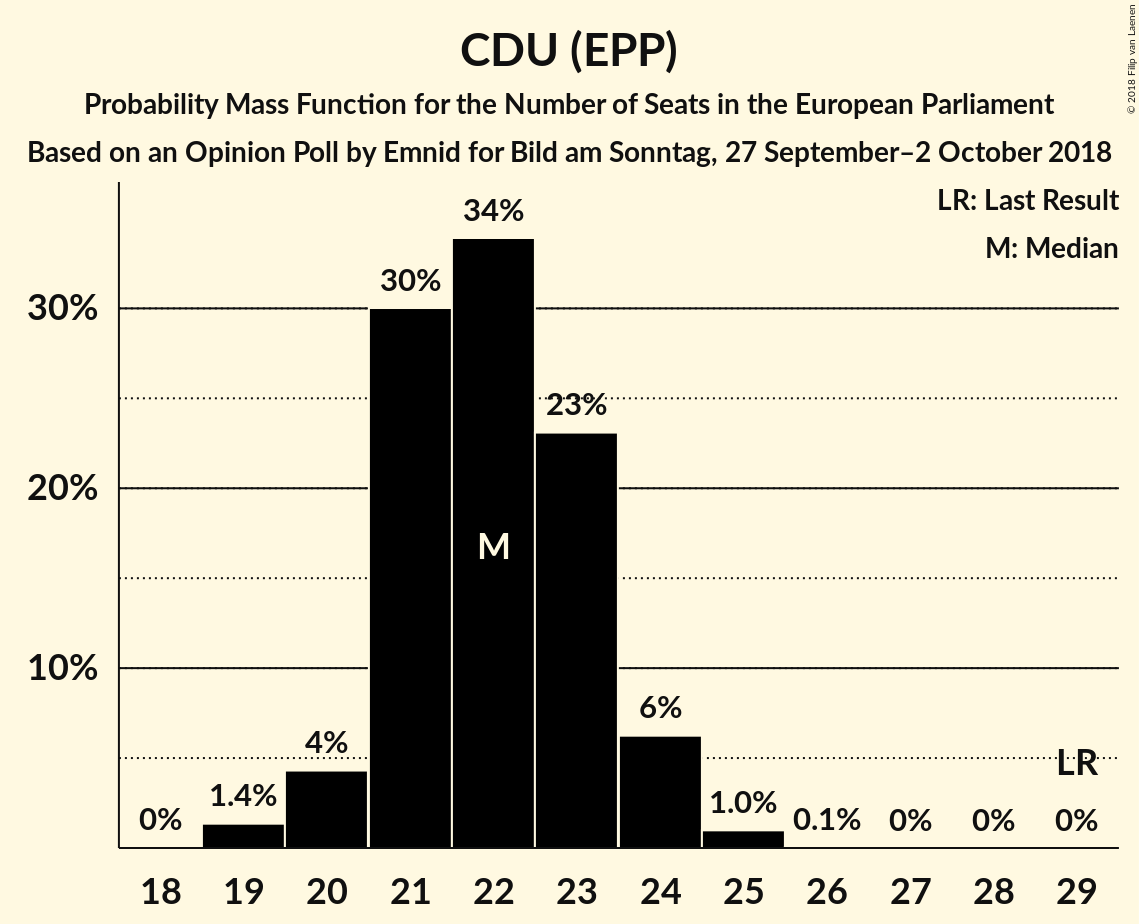 CDU (EPP)
Probability Mass Function for the Number of Seats in the European Parliament
Based on an Opinion Poll by Emnid for Bild am Sonntag, 27 September–2 October 2018
© 2018 Filip van Laenen
LR: Last Result
M: Median
30%
20%
10%
0%
1.4%
4%
30%
34%
23%
6%
1.0%
0.1%
0%
0%
0%
M
LR
18 19 20 21 22 23 24 25 26 27 28 29